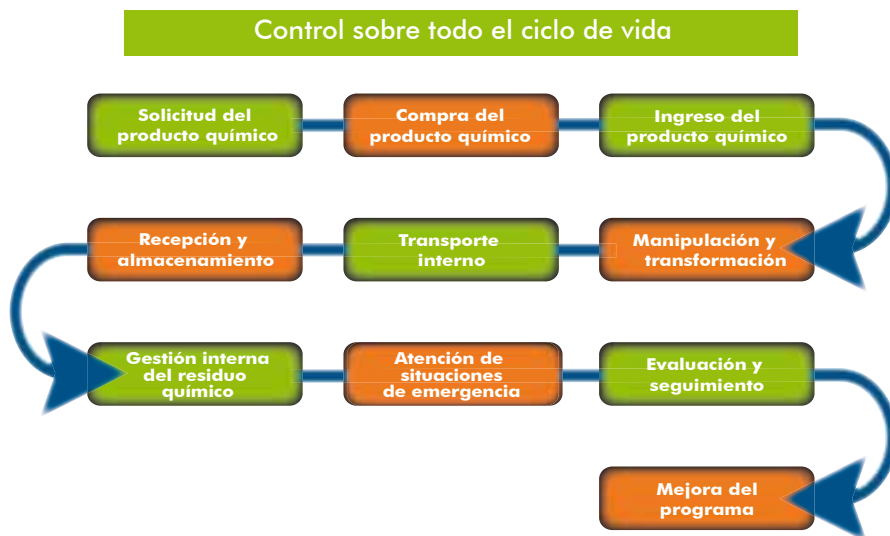 Control sobre todo el ciclo de vida
Solicitud del
producto químico
Compra del
producto químico
Ingreso del
producto químico
Recepción y
almacenamiento
Transporte
interno
Manipulación y
transformación
Gestión interna
del residuo
químico
Atención de
situaciones
de emergencia
Evaluación y
seguimiento
Mejora del
programa